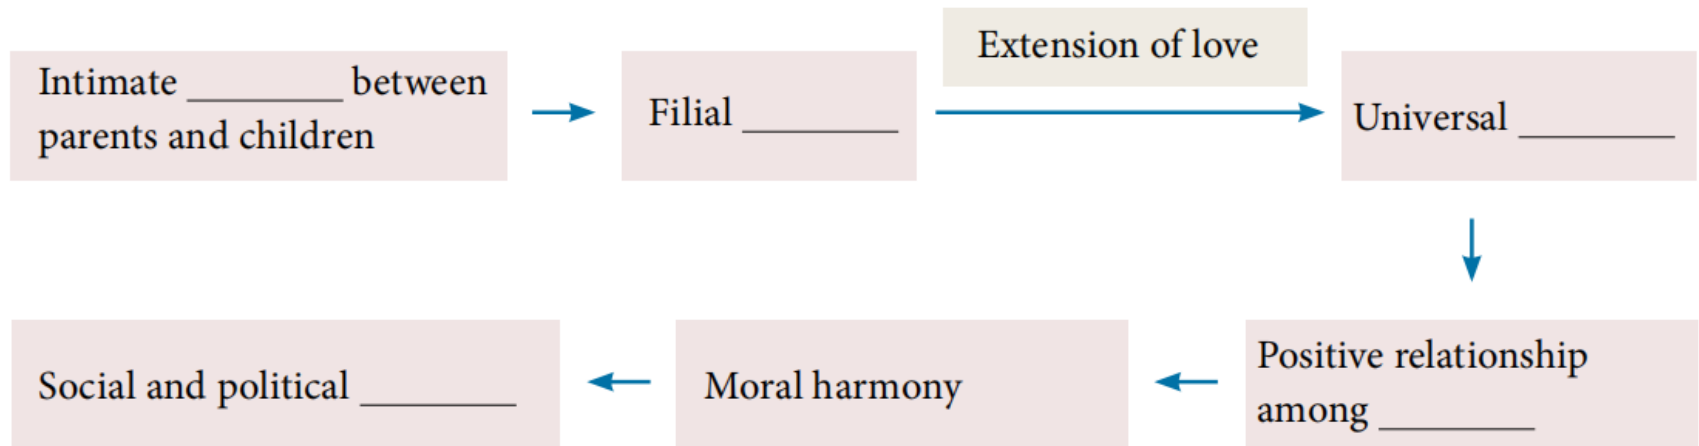 Intimate ________ between
parents and children
Filial ________
Extension of love
Universal ________
Positive relationship
among ________
Moral harmony
Social and political ________